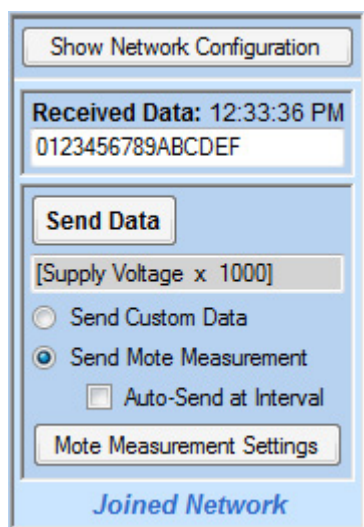 Show Network Configuration
Received Data: 12:33:36 PM
0123456789ABCDEF
Send Data
[Supply Voltage x 1000]
Send Custom Data
Send Mote Measurement
Auto-Send at Interval
Mote Measurement Settings
Joined Network